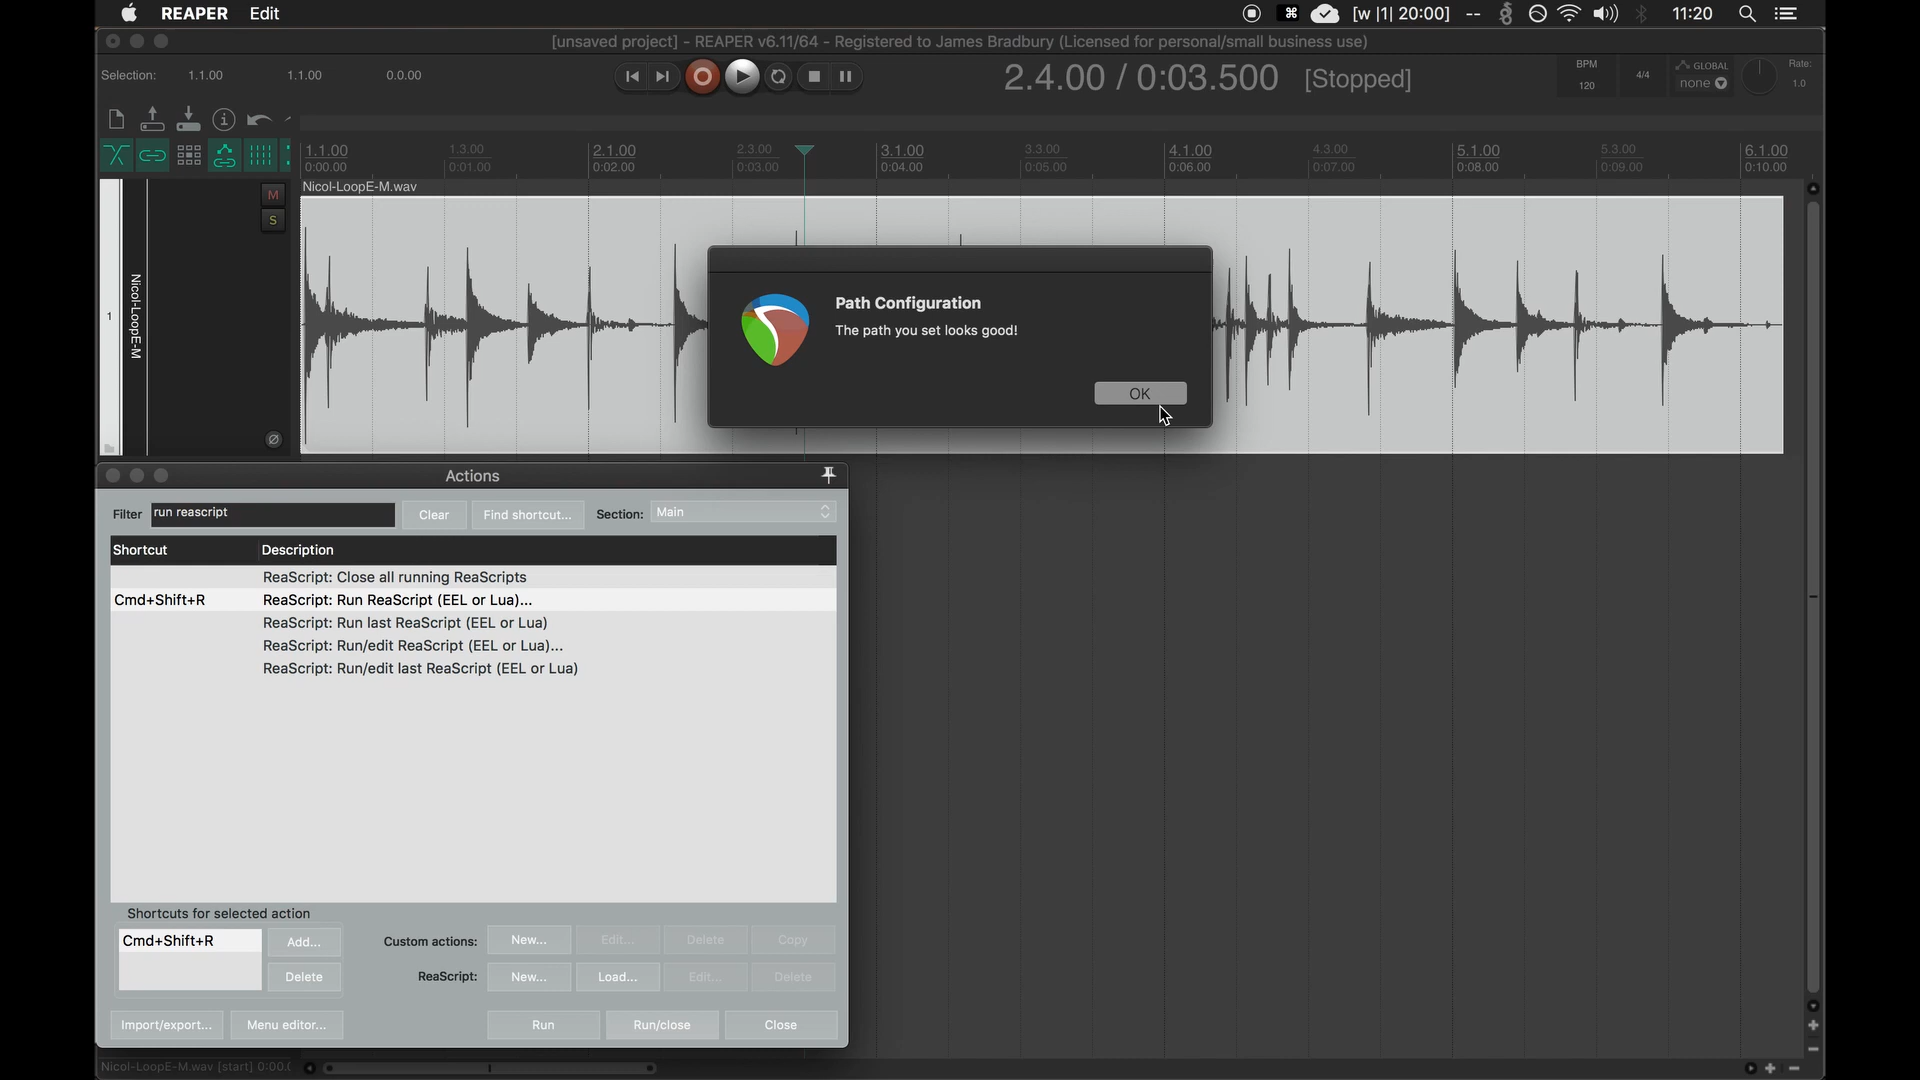 REAPER Edit
[w |1| 20:00] -- 11:20
[unsaved project] - REAPER v6.11/64 - Registered to James Bradbury (Licensed for personal/small business use)
Selection: 1.1.00 1.1.00 0.0.00
2.4.00 / 0:03.500 [Stopped]
BPM
120
4/4
GLOBAL
none
Rate:
1.0
1.1.00 1.3.00 2.1.00 2.3.00 3.1.00 3.3.00 4.1.00 4.3.00 5.1.00 5.3.00 6.1.00
0:00.00 0:01.00 0:02.00 0:03.00 0:04.00 0:05.00 0:06.00 0:07.00 0:08.00 0:09.00 0:10.00
Nicol-LoopE-M.wav
M
S
1
Nicol-LoopE-M
Path Configuration
The path you set looks good!
OK
Actions
Filter run reascript Clear Find shortcut... Section: Main
Shortcut Description
ReaScript: Close all running ReaScripts
Cmd+Shift+R ReaScript: Run ReaScript (EEL or Lua)...
ReaScript: Run last ReaScript (EEL or Lua)
ReaScript: Run/edit ReaScript (EEL or Lua)...
ReaScript: Run/edit last ReaScript (EEL or Lua)
Shortcuts for selected action
Cmd+Shift+R Add... Custom actions: New... Edit... Delete Copy
Delete ReaScript: New... Load... Edit... Delete
Import/export... Menu editor... Run Run/close Close
Nicol-LoopE-M.wav [start] 0:00.(